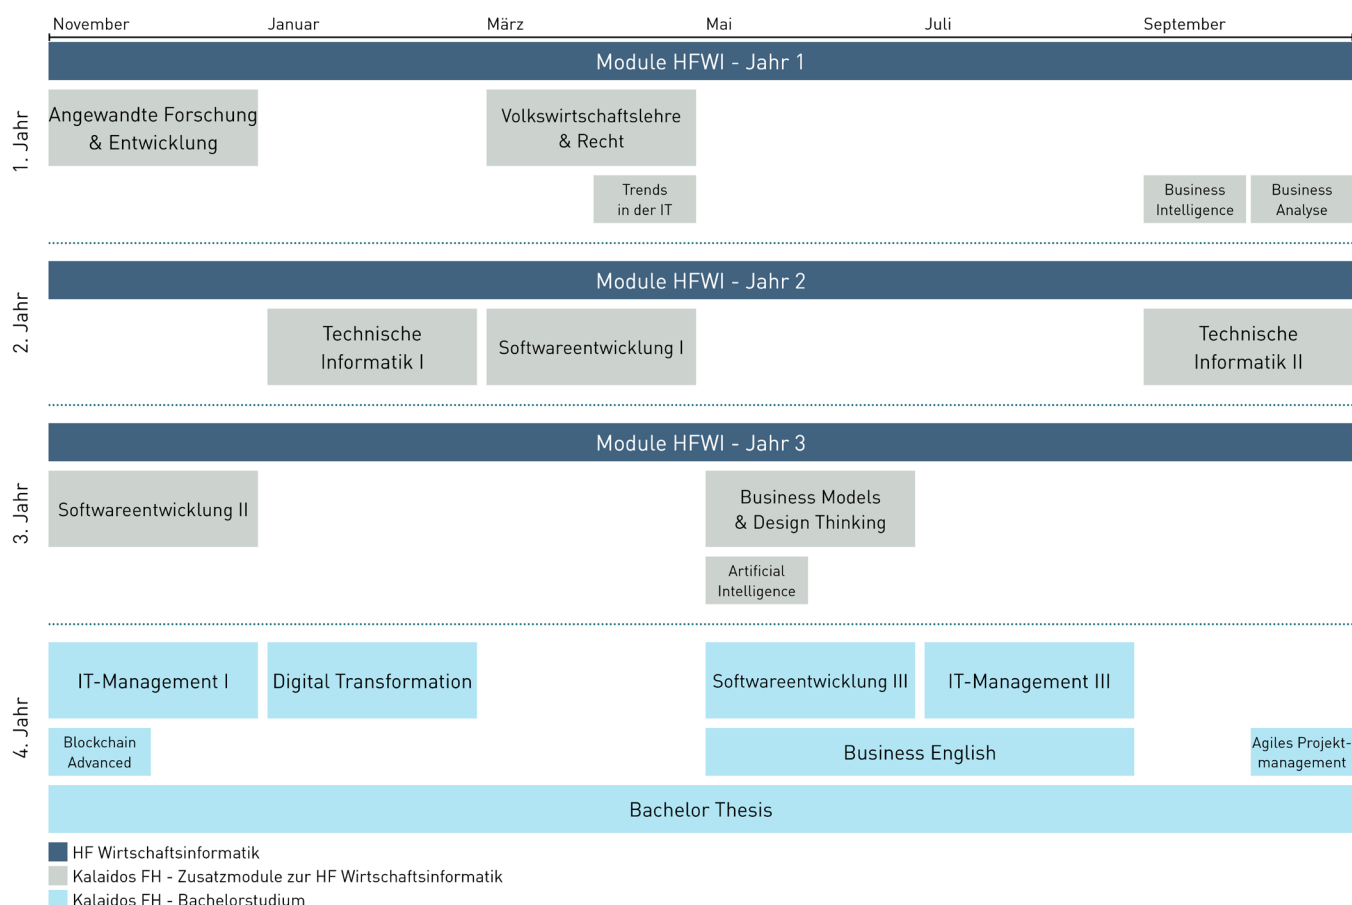 November Januar März Mai Juli September
Module HFWI - Jahr 1
1. Jahr
Angewandte Forschung
& Entwicklung
Volkswirtschaftslehre
& Recht
Trends
in der IT
Business
Intelligence
Business
Analyse
Module HFWI - Jahr 2
2. Jahr
Technische
Informatik I
Softwareentwicklung I
Technische
Informatik II
Module HFWI - Jahr 3
3. Jahr
Softwareentwicklung II
Business Models
& Design Thinking
Artificial
Intelligence
4. Jahr
IT-Management I
Digital Transformation
Softwareentwicklung III
IT-Management III
Blockchain
Advanced
Business English
Agiles Projekt-
management
Bachelor Thesis
HF Wirtschaftsinformatik
Kalaidos FH - Zusatzmodule zur HF Wirtschaftsinformatik
Kalaidos FH - Bachelorstudium